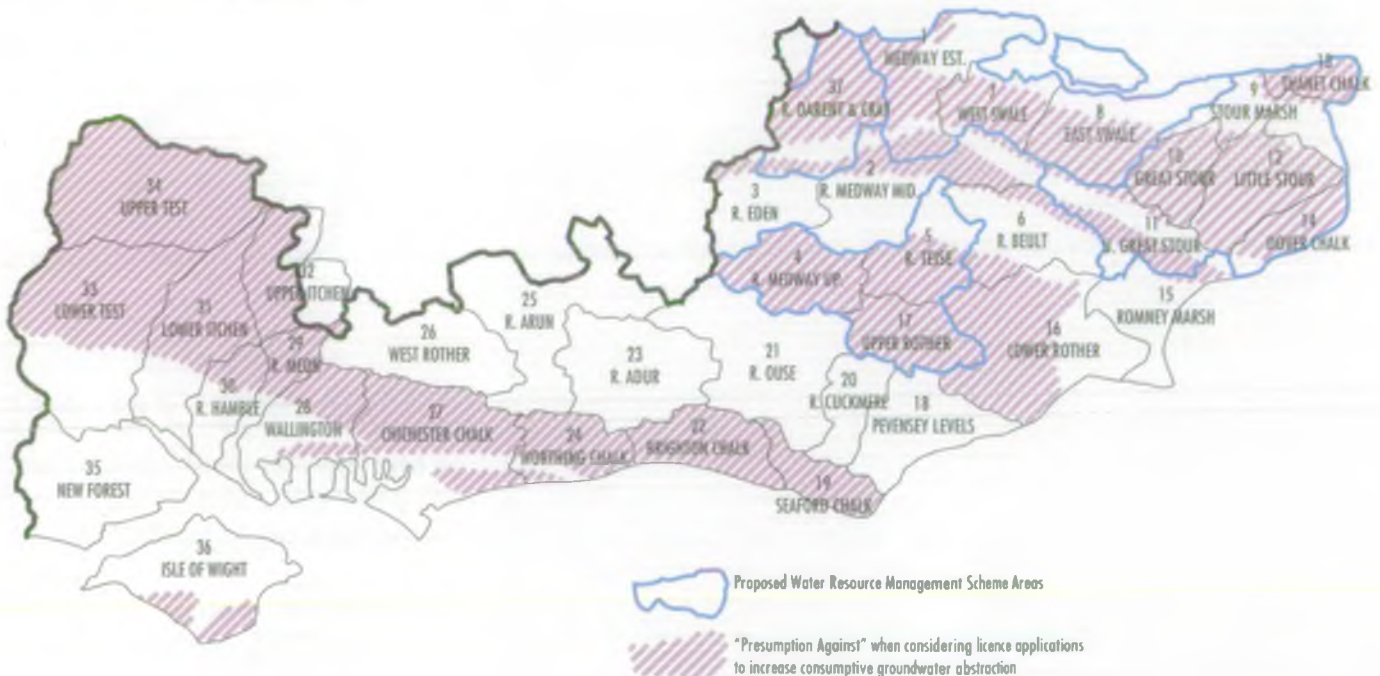 1
MEDWAY EST.
37
R. DARENT & CRAY
7
WEST SWALE
8
EAST SWALE
9
STOUR MARSH
THANET CHALK
10
GREAT STOUR
12
LITTLE STOUR
14
DOVER CHALK
11
U. GREAT STOUR
2
R. MEDWAY MID.
3
R. EDEN
6
R. BEULT
5
R. TEISE
4
R. MEDWAY UP.
15
ROMNEY MARSH
16
LOWER ROTHER
17
UPPER ROTHER
34
UPPER TEST
33
LOWER TEST
32
UPPER ITCHEN
31
LOWER ITCHEN
29
R. MEON
30
R. HAMBLE
28
WALLINGTON
27
CHICHESTER CHALK
26
WEST ROTHER
25
R. ARUN
23
R. ADUR
21
R. OUSE
20
R. CUCKMERE
18
PEVENSEY LEVELS
24
WORTHING CHALK
22
BRIGHTON CHALK
19
SEAFORD CHALK
35
NEW FOREST
36
ISLE OF WIGHT
Proposed Water Resource Management Scheme Areas
"Presumption Against" when considering licence applications
to increase consumptive groundwater abstraction